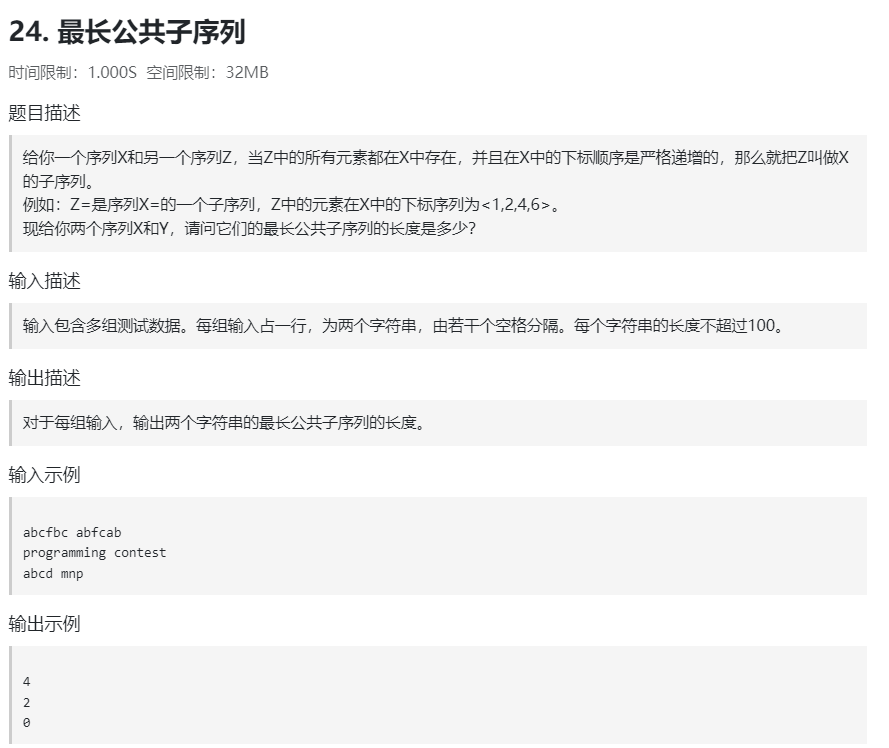 24. 最长公共子序列
时间限制：1.000S 空间限制：32MB
题目描述
给你一个序列X和另一个序列Z，当Z中的所有元素都在X中存在，并且在X中的下标顺序是严格递增的，那么就把Z叫做X
的子序列。
例如：Z=是序列X=的一个子序列，Z中的元素在X中的下标序列为<1,2,4,6>。
现给你两个序列X和Y，请问它们的最长公共子序列的长度是多少？
输入描述
输入包含多组测试数据。每组输入占一行，为两个字符串，由若干个空格分隔。每个字符串的长度不超过100。
输出描述
对于每组输入，输出两个字符串的最长公共子序列的长度。
输入示例
abcfbc abfcab
programming contest
abcd mnp
输出示例
4
2
0